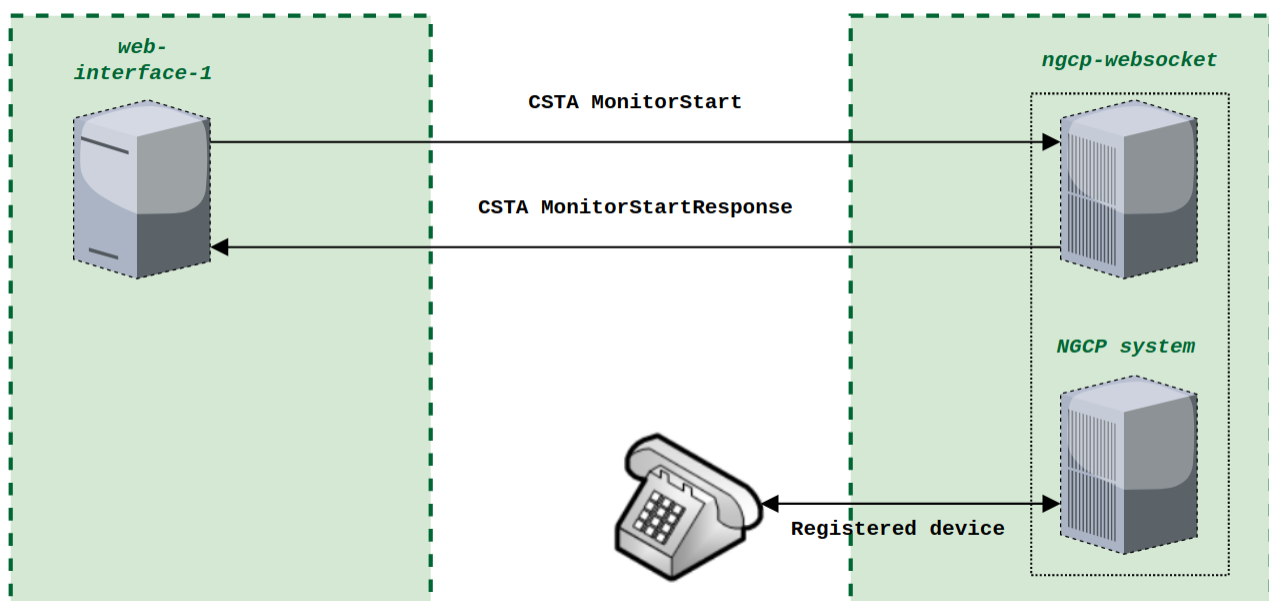 web-
interface-1
ngcp-websocket
CSTA MonitorStart
CSTA MonitorStartResponse
NGCP system
Registered device